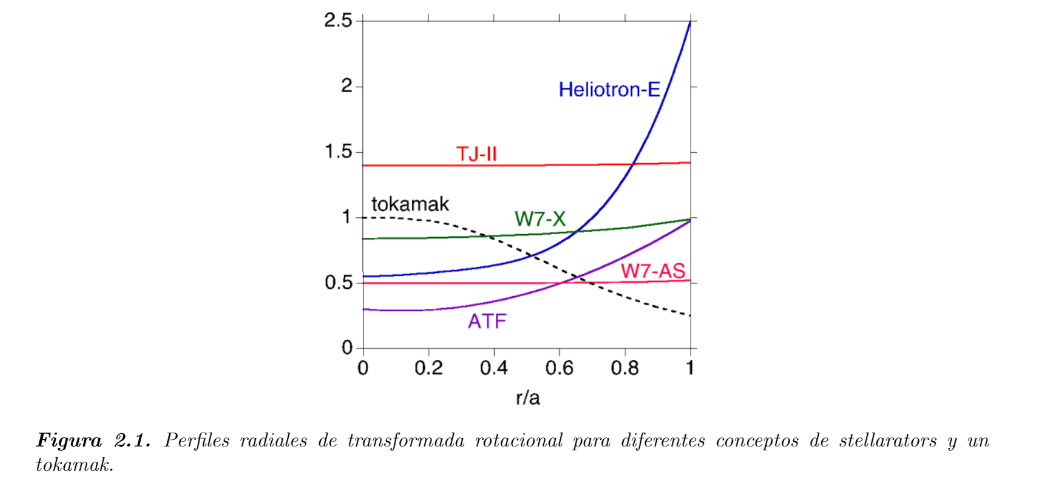 2.5
Heliotron-E
2
1.5
TJ-II
tokamak
1
W7-X
W7-AS
0.5
ATF
0
0 0.2 0.4 0.6 0.8 1
r/a
Figura 2.1. Perfiles radiales de transformada rotacional para diferentes conceptos de stellarators y un
tokamak.